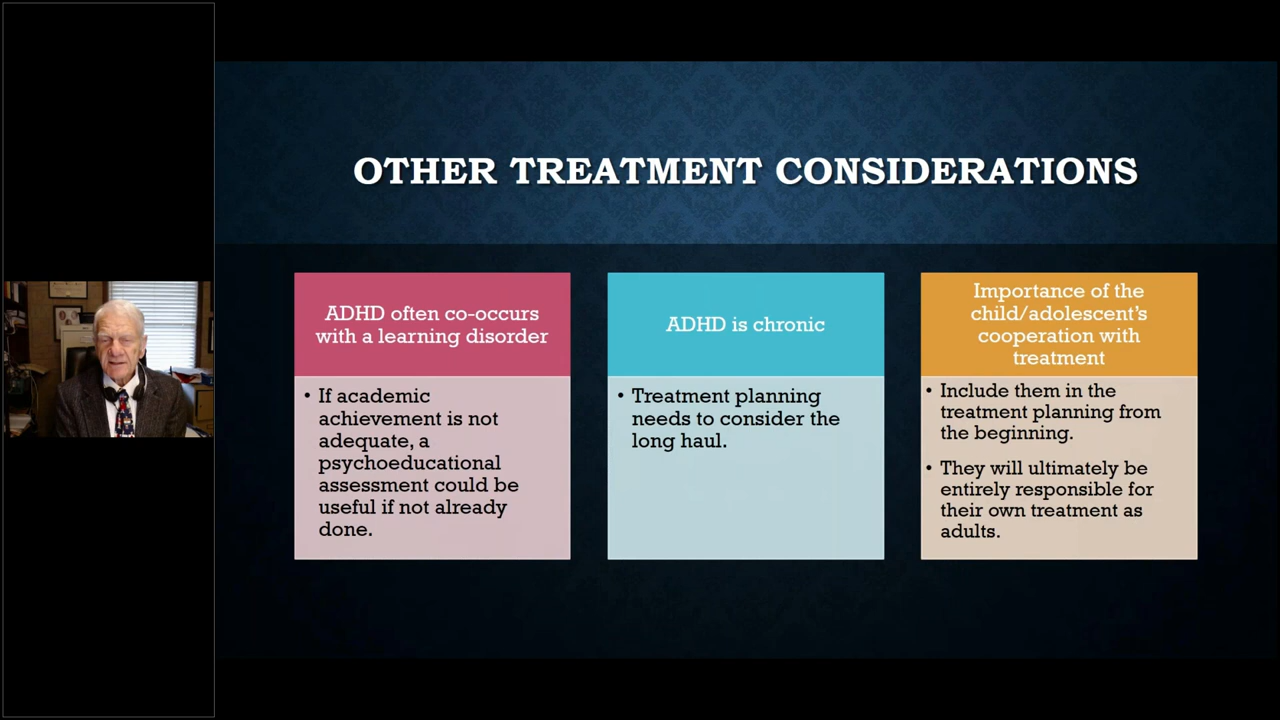 OTHER TREATMENT CONSIDERATIONS
ADHD often co-occurs
with a learning disorder
• If academic
achievement is not
adequate, a
psychoeducational
assessment could be
useful if not already
done.
ADHD is chronic
• Treatment planning
needs to consider the
long haul.
Importance of the
child/adolescent's
cooperation with
treatment
• Include them in the
treatment planning from
the beginning.
• They will ultimately be
entirely responsible for
their own treatment as
adults.